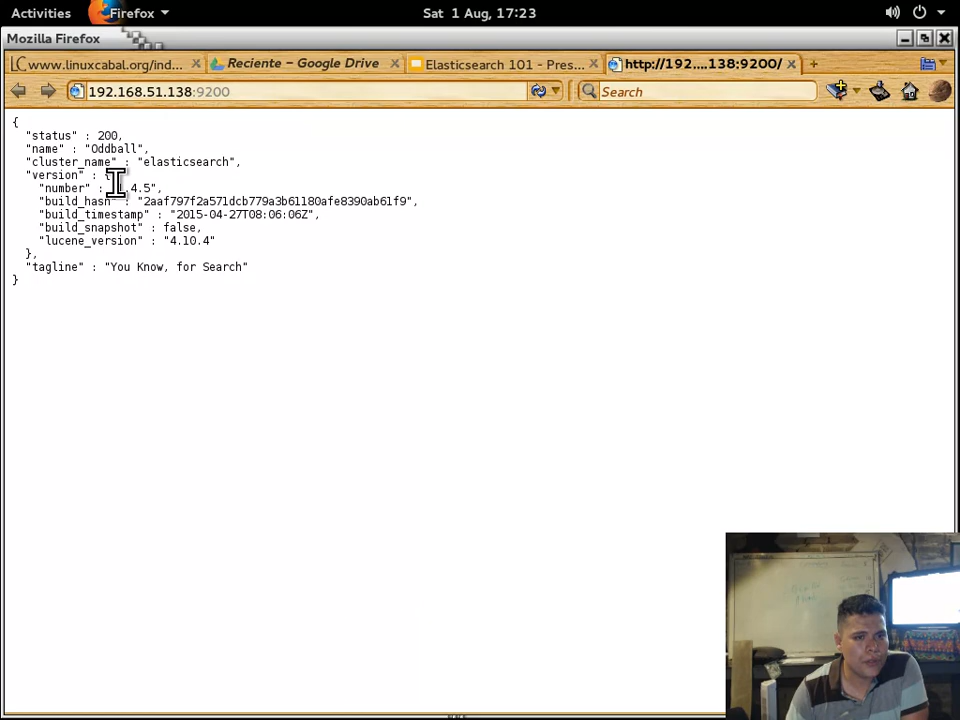 Activities Firefox Sat 1 Aug, 17:23
Mozilla Firefox
www.linuxcabal.org/ind... Reciente – Google Drive Elasticsearch 101 - Pres... http://192....138:9200/
192.168.51.138:9200 Search
{
"status" : 200,
"name" : "Oddball",
"cluster_name" : "elasticsearch",
"version" : {
"number" : .4.5",
"build_hash" : "2aaf797f2a571dcb779a3b61180afe8390ab61f9",
"build_timestamp" : "2015-04-27T08:06:06Z",
"build_snapshot" : false,
"lucene_version" : "4.10.4"
},
"tagline" : "You Know, for Search"
}